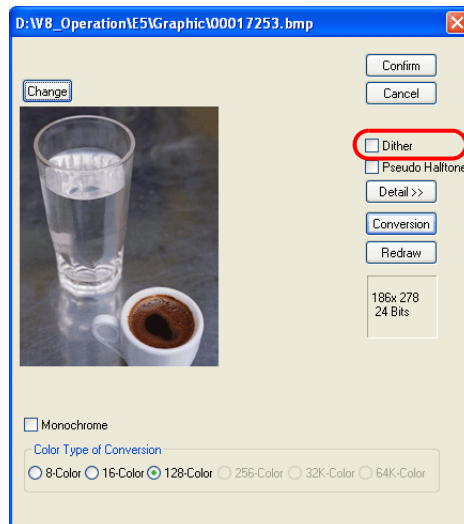 D:\V8_Operation\E5\Graphic\00017253.bmp
Confirm
Change
Cancel
Dither
Pseudo Halftone
Detail >>
Conversion
Redraw
186x 278
24 Bits
Monochrome
Color Type of Conversion
8-Color 16-Color 128-Color 256-Color 32K-Color 64K-Color